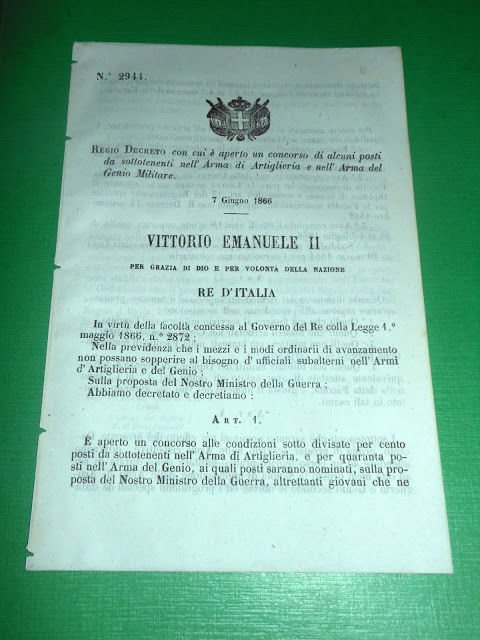 N.° 2944.
REGIO DECRETO con cui è aperto un concorso di alcuni posti
da sottotenenti nell' Arma di Artiglieria e nell' Arma del
Genio Militare.
7 Giugno 1866
VITTORIO EMANUELE II
PER GRAZIA DI DIO E PER VOLONTÀ DELLA NAZIONE
RE D'ITALIA
In virtù della facoltà concessa al Governo del Re colla Legge 1.°
maggio 1866, n.° 2872;
Nella previdenza che i mezzi e i modi ordinarii di avanzamento
non possano sopperire al bisogno d' ufficiali subalterni nell' Armi
d' Artiglieria e del Genio;
Sulla proposta del Nostro Ministro della Guerra;
Abbiamo decretato e decretiamo:
ART. 1.
È aperto un concorso alle condizioni sotto divisate per cento
posti da sottotenenti nell' Arma di Artiglieria, e per quaranta po-
sti nell' Arma del Genio, ai quali posti saranno nominati, sulla pro-
posta del Nostro Ministro della Guerra, altrettanti giovani che ne